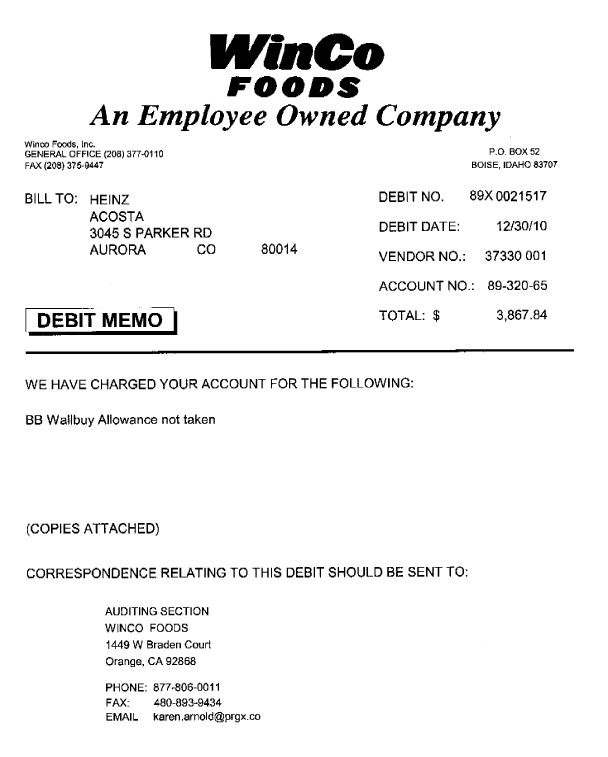 WinCo
FOODS
An Employee Owned Company
Winco Foods, Inc.
GENERAL OFFICE (208) 377-0110
FAX (208) 375-9447
P.O. BOX 52
BOISE, IDAHO 83707
BILL TO: HEINZ
ACOSTA
3045 S PARKER RD
AURORA CO 80014
DEBIT NO. 89X 0021517
DEBIT DATE: 12/30/10
VENDOR NO.: 37330 001
ACCOUNT NO.: 89-320-65
TOTAL: $ 3,867.84
DEBIT MEMO
WE HAVE CHARGED YOUR ACCOUNT FOR THE FOLLOWING:
BB Wallbuy Allowance not taken
(COPIES ATTACHED)
CORRESPONDENCE RELATING TO THIS DEBIT SHOULD BE SENT TO:
AUDITING SECTION
WINCO FOODS
1449 W Braden Court
Orange, CA 92868
PHONE: 877-806-0011
FAX: 480-893-9434
EMAIL karen.arnold@prgx.co